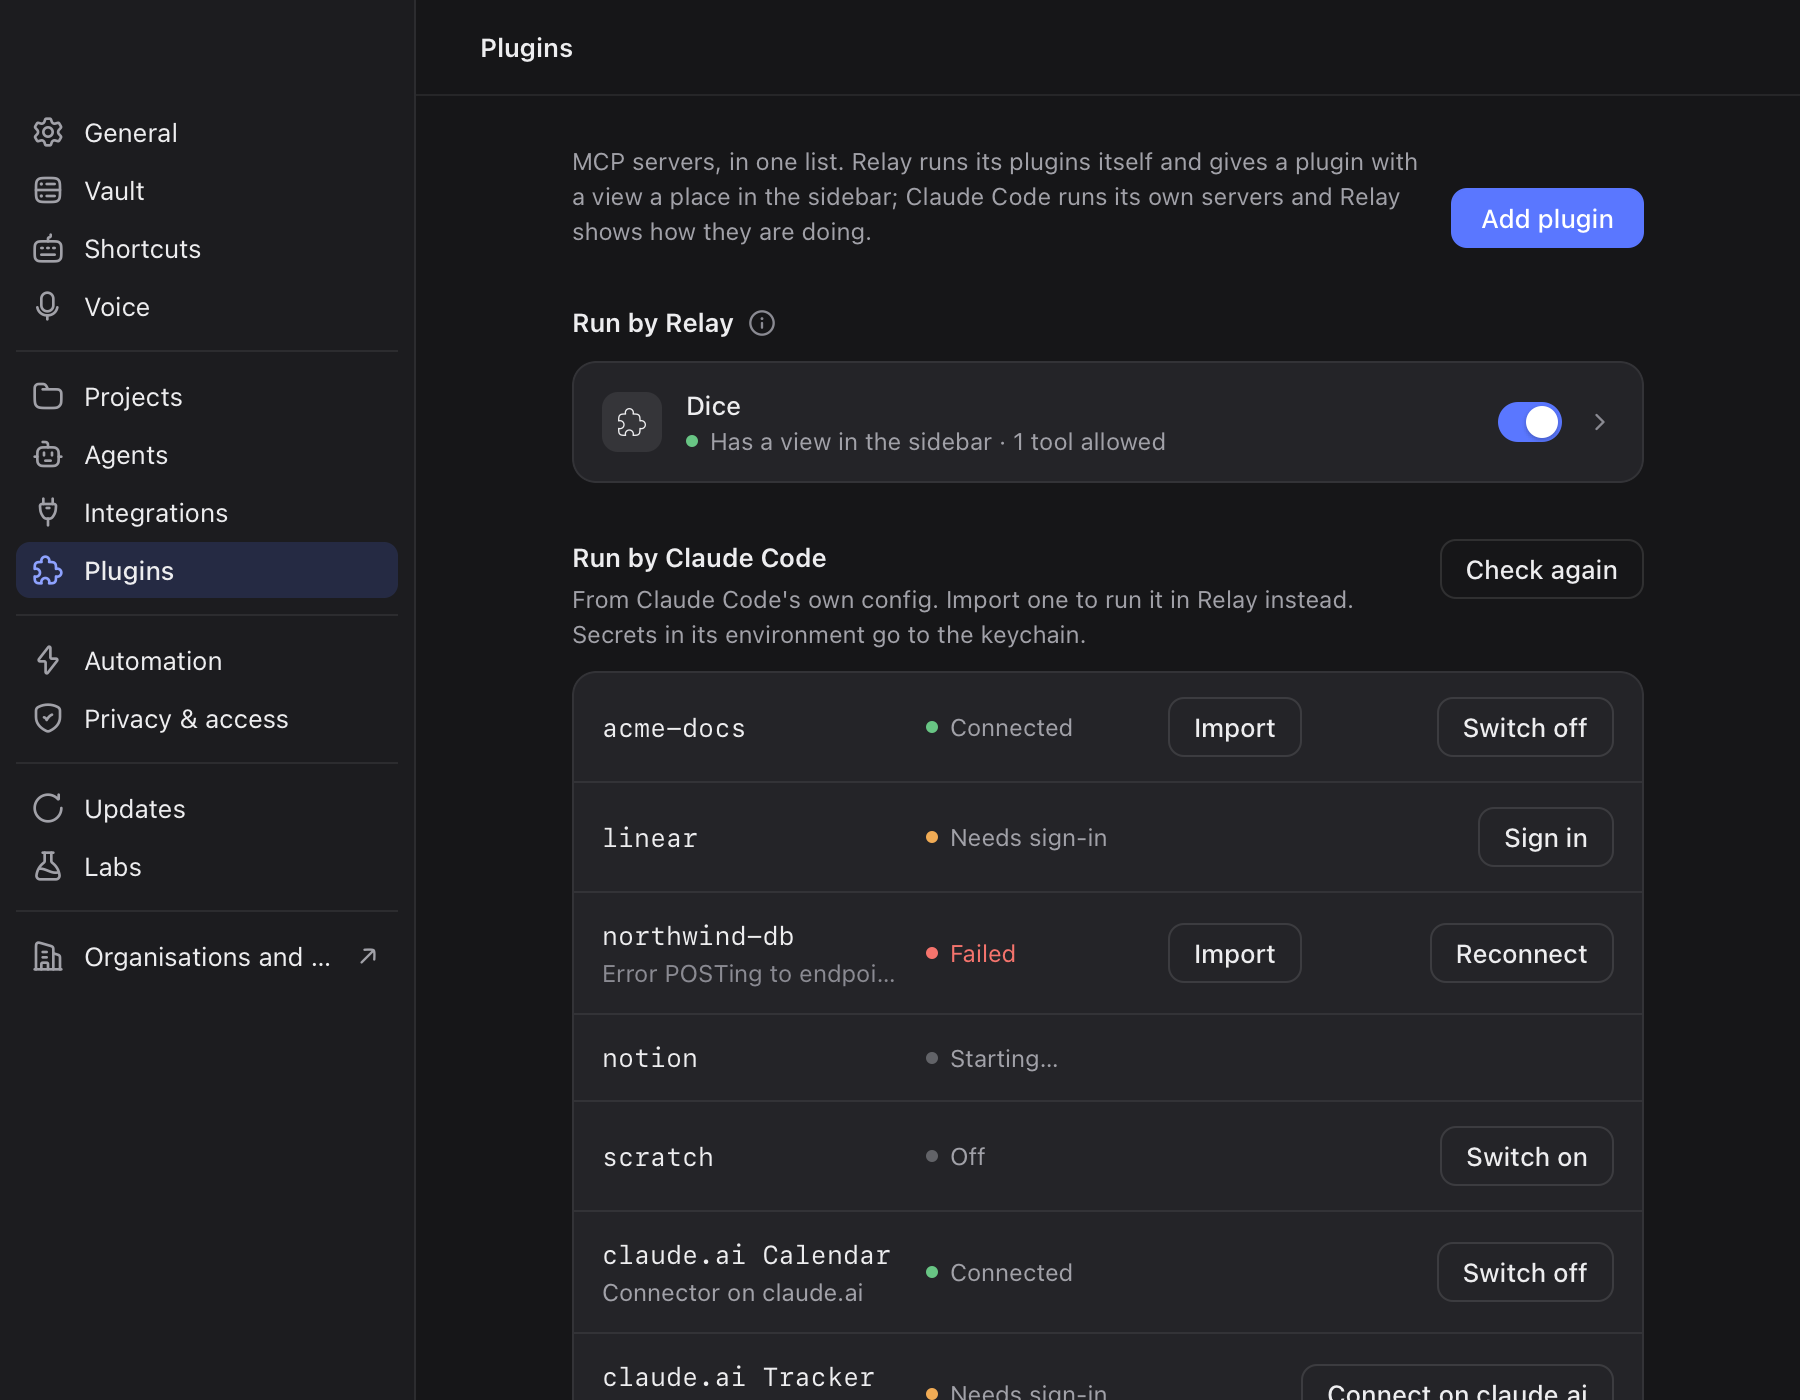 Plugins
General
Vault
Shortcuts
Voice
Projects
Agents
Integrations
Plugins
Automation
Privacy & access
Updates
Labs
Organisations and ...
MCP servers, in one list. Relay runs its plugins itself and gives a plugin with
a view a place in the sidebar; Claude Code runs its own servers and Relay
shows how they are doing.
Add plugin
Run by Relay
Dice
Has a view in the sidebar · 1 tool allowed
Run by Claude Code
From Claude Code's own config. Import one to run it in Relay instead.
Secrets in its environment go to the keychain.
Check again
acme-docs
Connected
Import
Switch off
linear
Needs sign-in
Sign in
northwind-db
Error POSTing to endpoi...
Failed
Import
Reconnect
notion
Starting...
scratch
Off
Switch on
claude.ai Calendar
Connector on claude.ai
Connected
Switch off
claude.ai Tracker
Needs sign-in
Connect on claude.ai